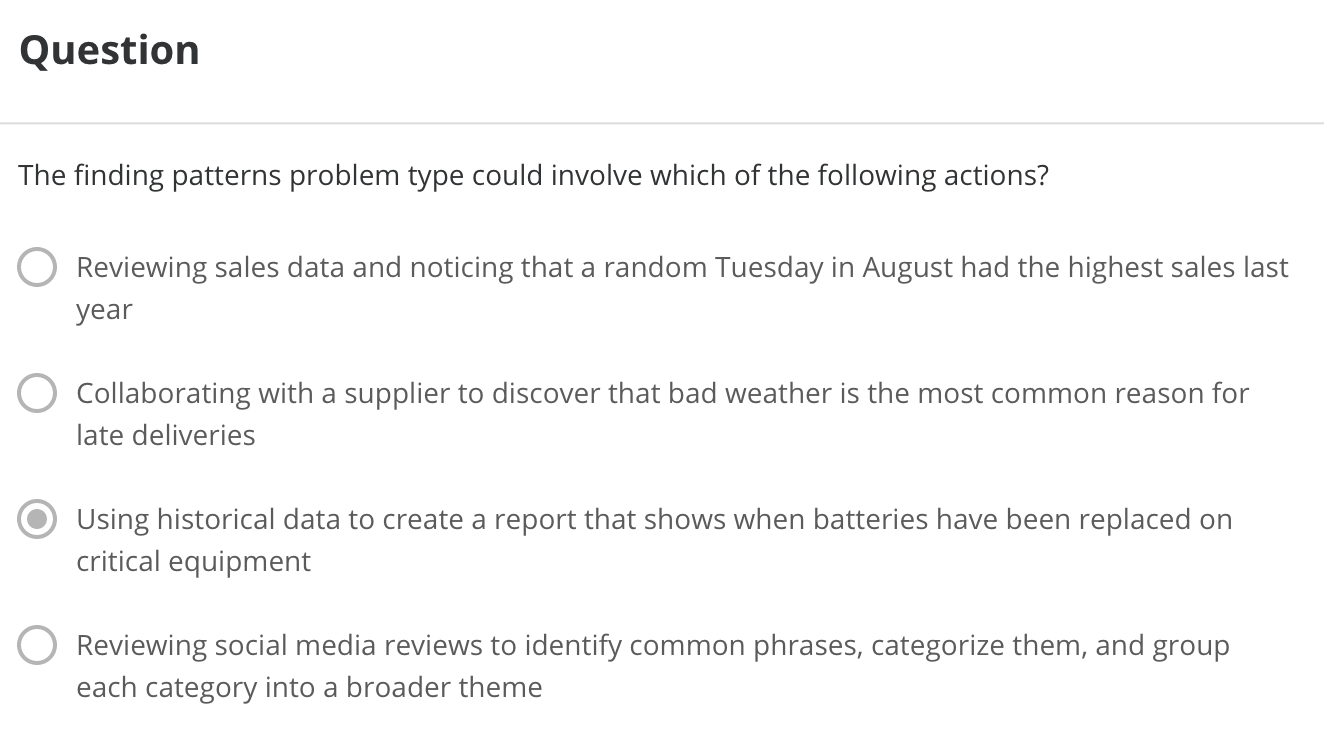 Question
The finding patterns problem type could involve which of the following actions?
Reviewing sales data and noticing that a random Tuesday in August had the highest sales last
year
Collaborating with a supplier to discover that bad weather is the most common reason for
late deliveries
Using historical data to create a report that shows when batteries have been replaced on
critical equipment
Reviewing social media reviews to identify common phrases, categorize them, and group
each category into a broader theme